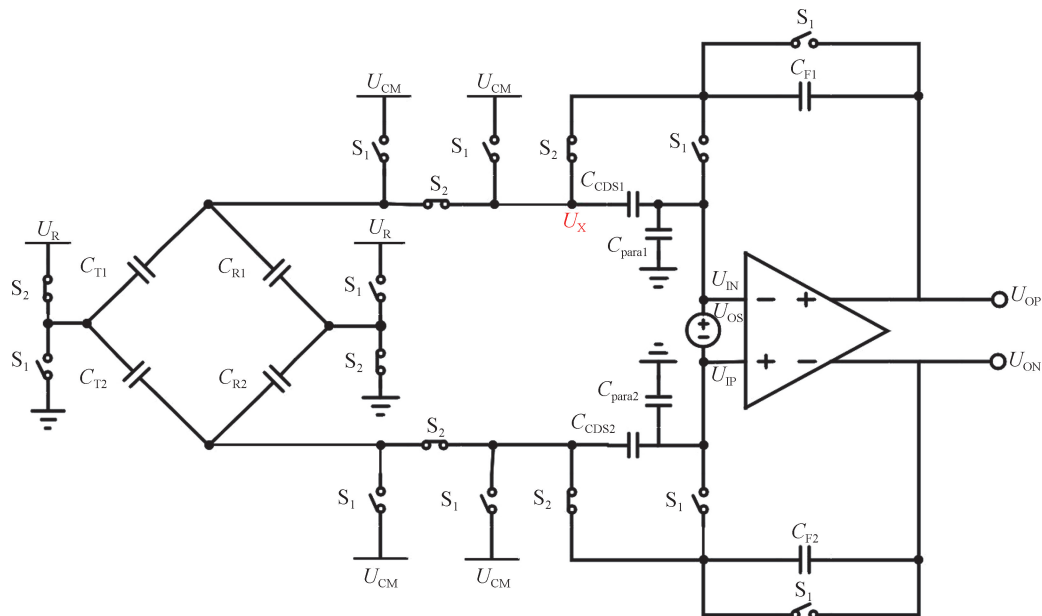 S1
CF1
UCM
UCM
S1
S1
S2
S1
CCDS1
S2
UX
UR
UR
CT1
CR1
Cpara1
S2
S1
UIN
UOS
UOP
S1
S2
CT2
CR2
UIP
UON
Cpara2
S2
CCDS2
S1
S1
S2
S1
CF2
UCM
UCM
S1